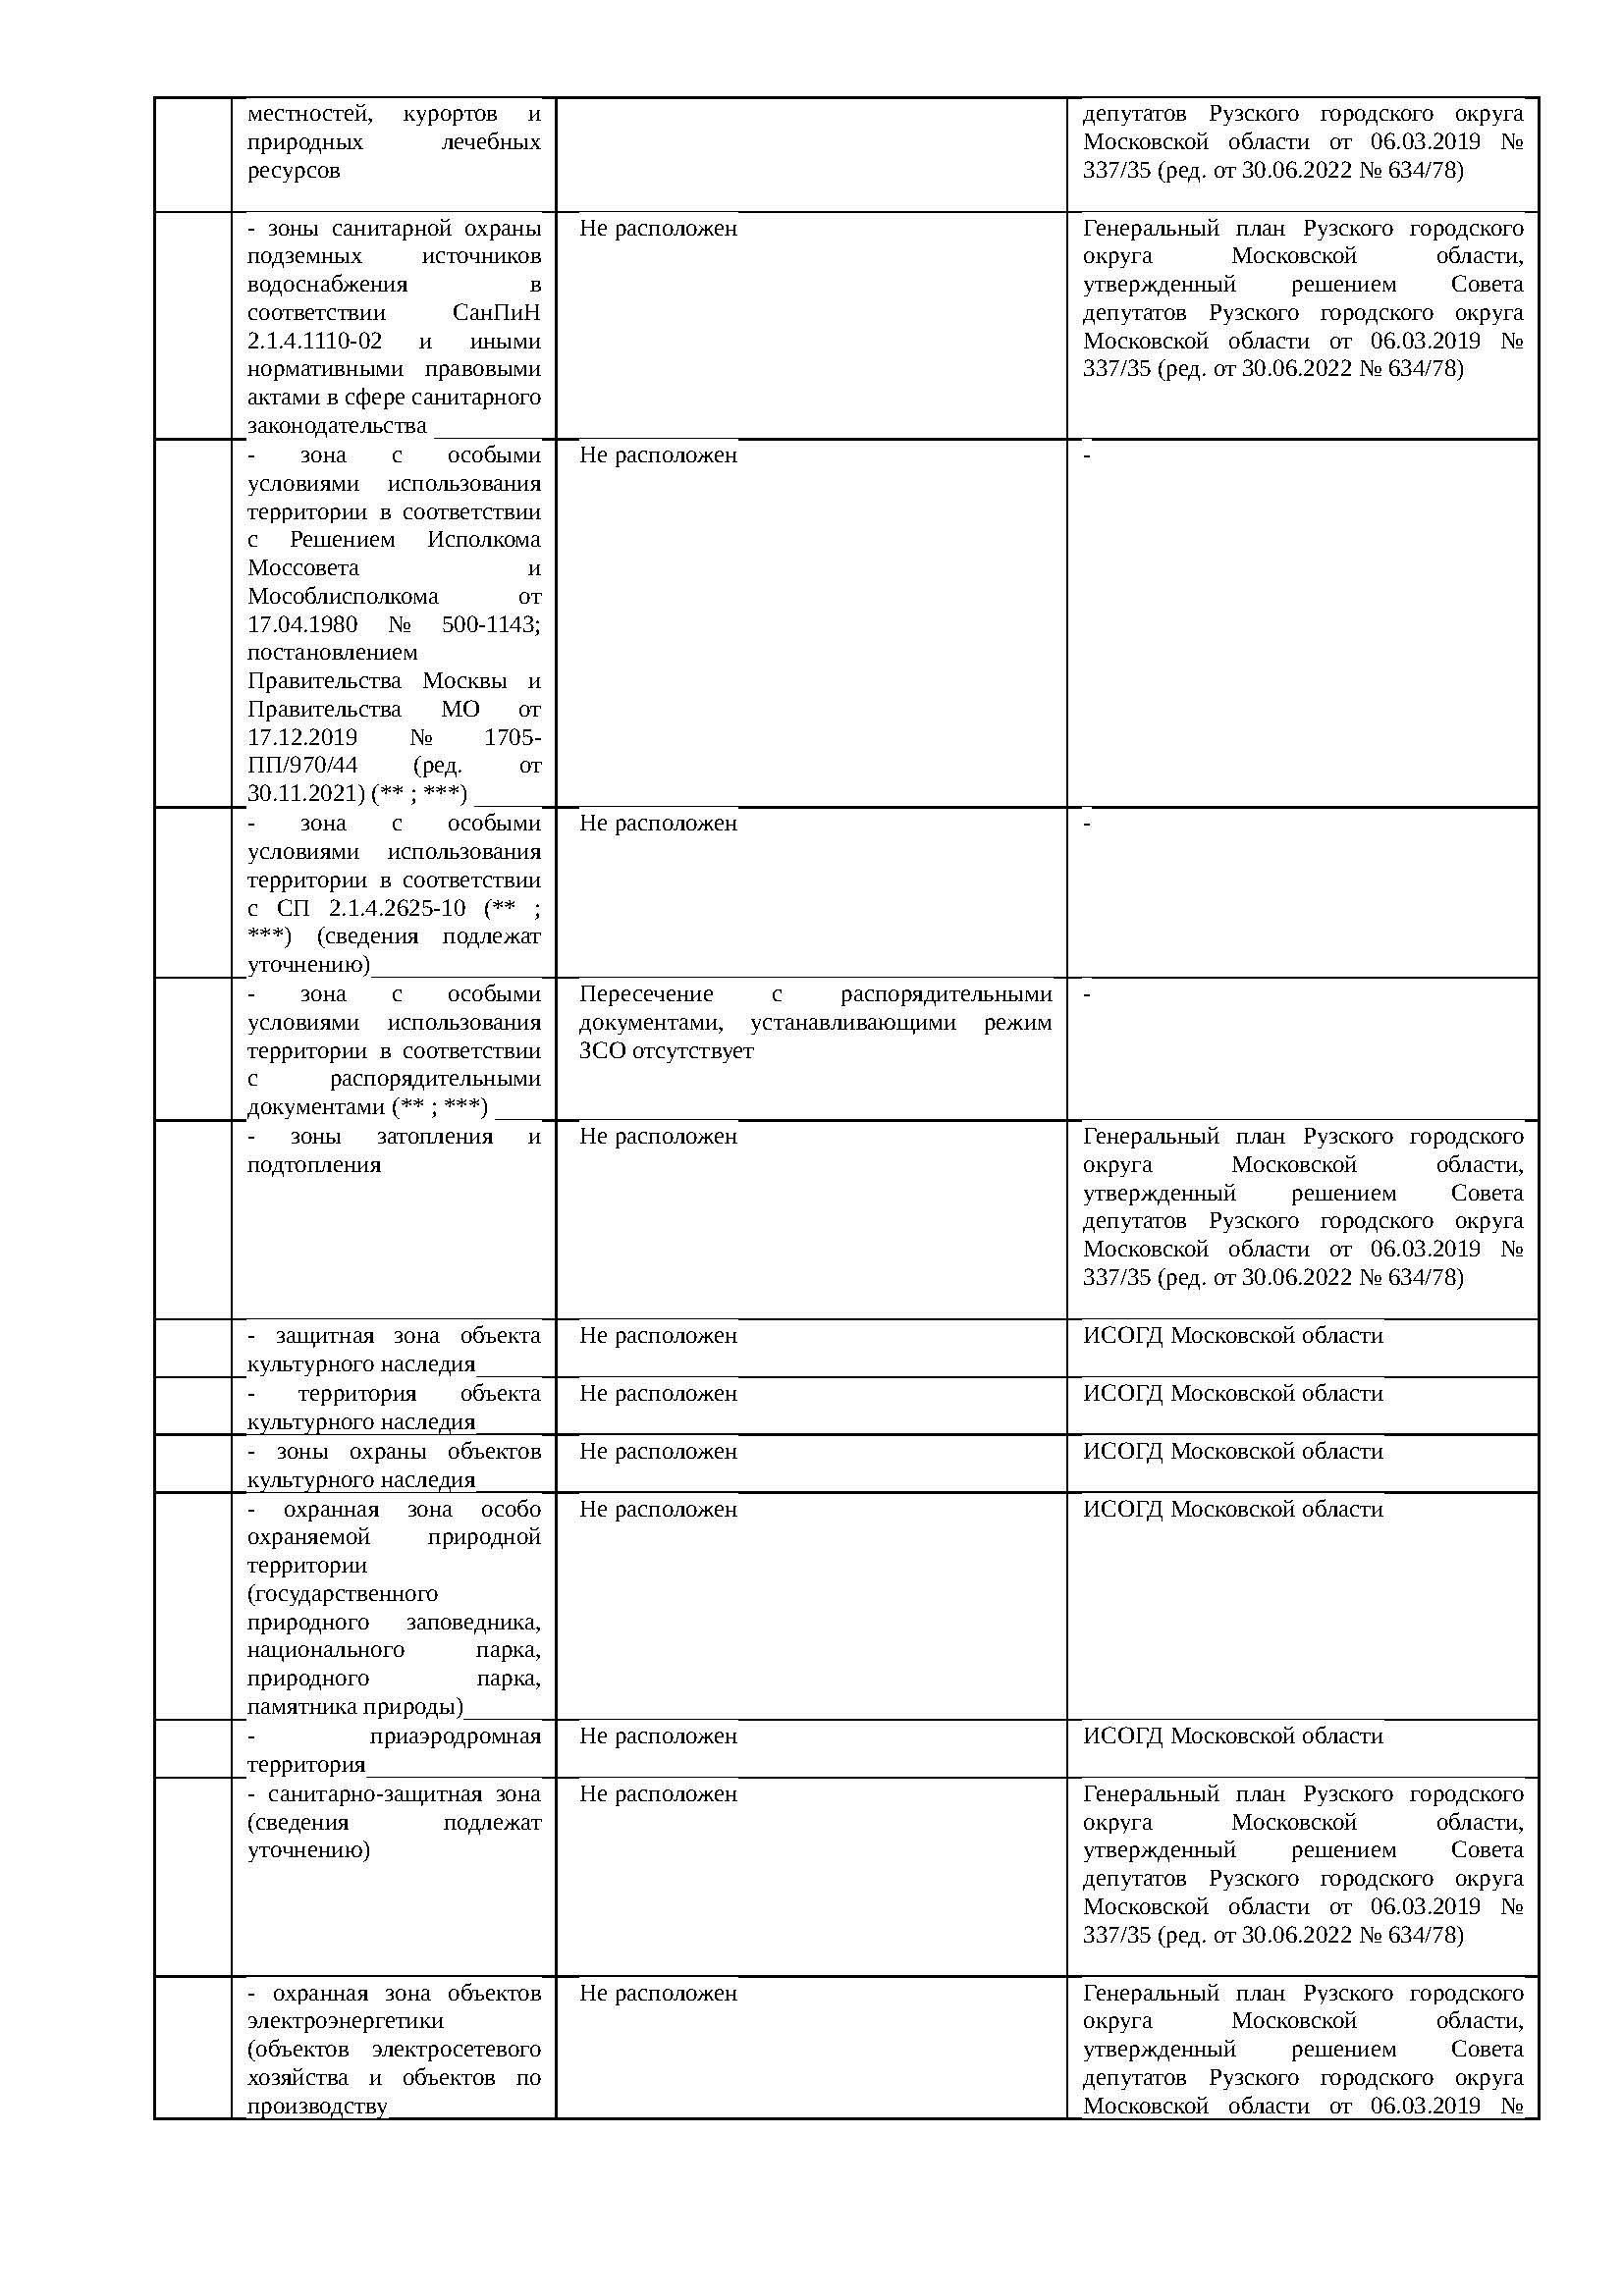 местностей, курортов и
природных лечебных
ресурсов
депутатов Рузского городского округа
Московской области от 06.03.2019 №
337/35 (ред. от 30.06.2022 № 634/78)
- зоны санитарной охраны
подземных источников
водоснабжения в
соответствии СанПиН
2.1.4.1110-02 и иными
нормативными правовыми
актами в сфере санитарного
законодательства
Не расположен
Генеральный план Рузского городского
округа Московской области,
утвержденный решением Совета
депутатов Рузского городского округа
Московской области от 06.03.2019 №
337/35 (ред. от 30.06.2022 № 634/78)
- зона с особыми
условиями использования
территории в соответствии
с Решением Исполкома
Моссовета и
Мособлисполкома от
17.04.1980 № 500-1143;
постановлением
Правительства Москвы и
Правительства МО от
17.12.2019 № 1705-
ПП/970/44 (ред. от
30.11.2021) (** ; ***)
Не расположен
-
- зона с особыми
условиями использования
территории в соответствии
с СП 2.1.4.2625-10 (** ;
***) (сведения подлежат
уточнению)
Не расположен
-
- зона с особыми
условиями использования
территории в соответствии
с распорядительными
документами (** ; ***)
Пересечение с распорядительными
документами, устанавливающими режим
ЗСО отсутствует
-
- зоны затопления и
подтопления
Не расположен
Генеральный план Рузского городского
округа Московской области,
утвержденный решением Совета
депутатов Рузского городского округа
Московской области от 06.03.2019 №
337/35 (ред. от 30.06.2022 № 634/78)
- защитная зона объекта
культурного наследия
Не расположен
ИСОГД Московской области
- территория объекта
культурного наследия
Не расположен
ИСОГД Московской области
- зоны охраны объектов
культурного наследия
Не расположен
ИСОГД Московской области
- охранная зона особо
охраняемой природной
территории
(государственного
природного заповедника,
национального парка,
природного парка,
памятника природы)
Не расположен
ИСОГД Московской области
- приаэродромная
территория
Не расположен
ИСОГД Московской области
- санитарно-защитная зона
(сведения подлежат
уточнению)
Не расположен
Генеральный план Рузского городского
округа Московской области,
утвержденный решением Совета
депутатов Рузского городского округа
Московской области от 06.03.2019 №
337/35 (ред. от 30.06.2022 № 634/78)
- охранная зона объектов
электроэнергетики
(объектов электросетевого
хозяйства и объектов по
производству
Не расположен
Генеральный план Рузского городского
округа Московской области,
утвержденный решением Совета
депутатов Рузского городского округа
Московской области от 06.03.2019 №